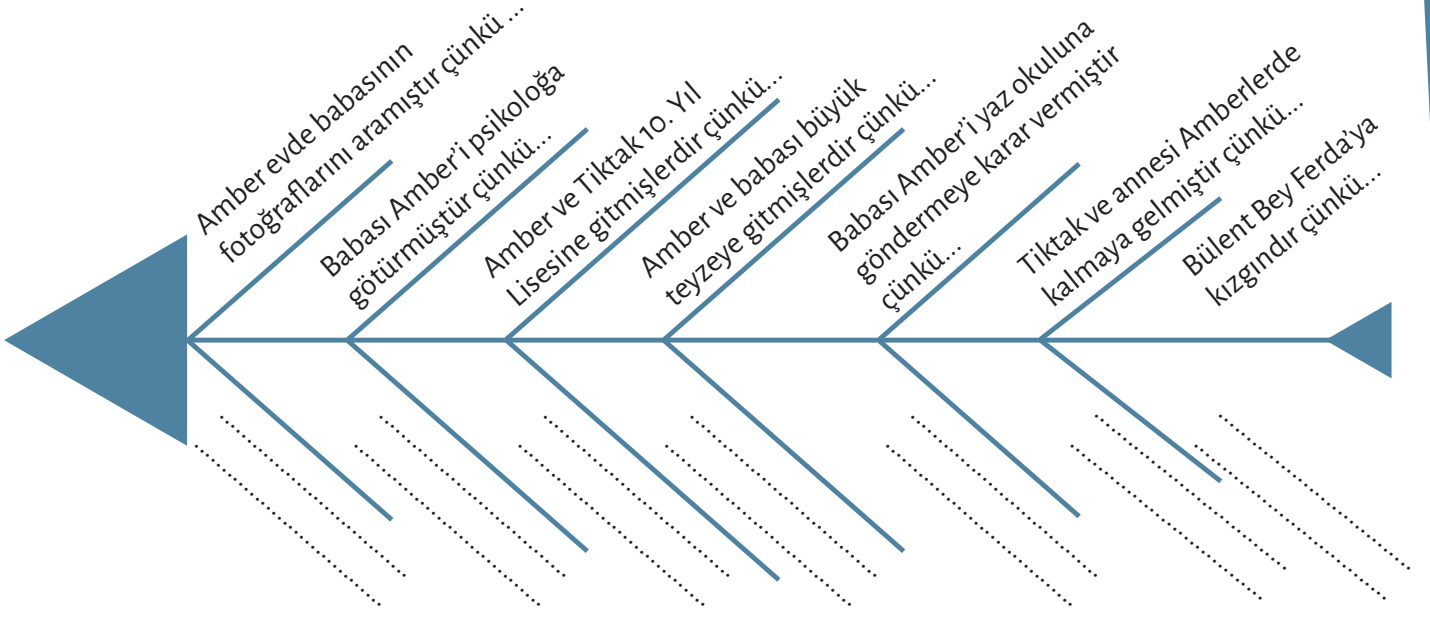 Amber evde babasının
fotoğraflarını aramıştır çünkü ...
Babası Amber'i psikoloğa
götürmüştür çünkü...
Amber ve Tiktak 10. Yıl
Lisesine gitmişlerdir çünkü...
Amber ve babası büyük
teyzeye gitmişlerdir çünkü...
Babası Amber'i yaz okuluna
göndermeye karar vermiştir
çünkü...
Tiktak ve annesi Amberlerde
kalmaya gelmiştir çünkü...
Bülent Bey Ferda'ya
kızgındır çünkü...